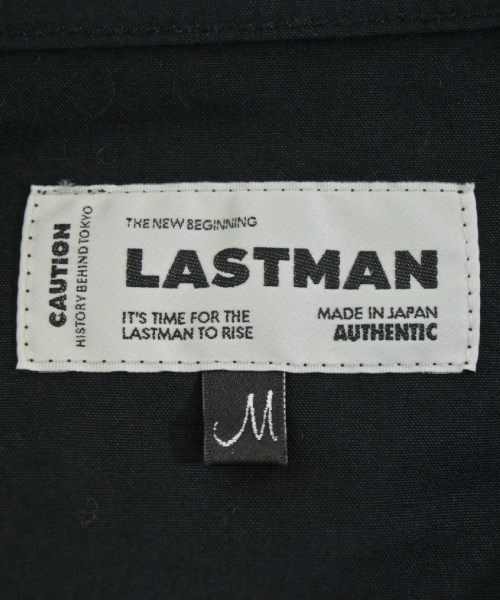 CAUTION
HISTORY BEHIND TOKYO
THE NEW BEGINNING
LASTMAN
IT'S TIME FOR THE
LASTMAN TO RISE
MADE IN JAPAN
AUTHENTIC
M